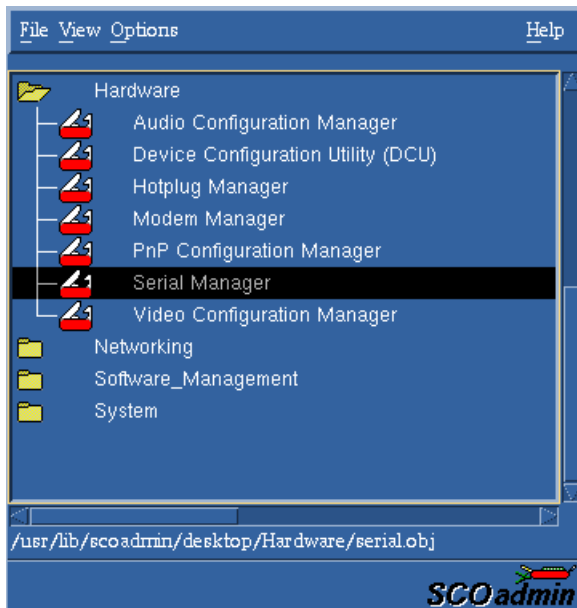 File View Options Help
Hardware
Audio Configuration Manager
Device Configuration Utility (DCU)
Hotplug Manager
Modem Manager
PnP Configuration Manager
Serial Manager
Video Configuration Manager
Networking
Software_Management
System
/usr/lib/scoadmin/desktop/Hardware/serial.obj
SCOadmin